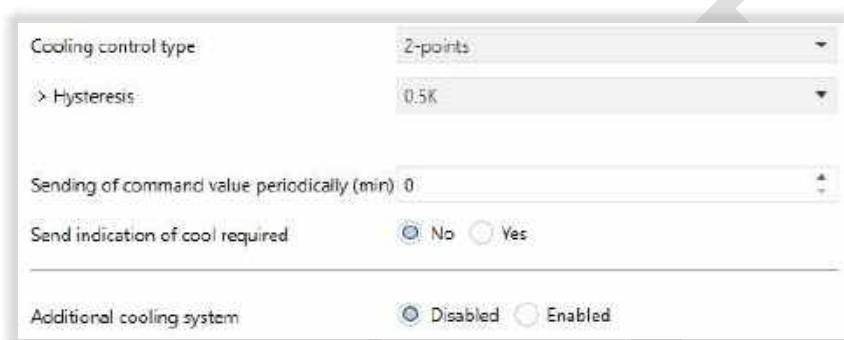 Cooling control type 2-points
> Hysteresis 0.5K
Sending of command value periodically (min) 0
Send indication of cool required No Yes
Additional cooling system Disabled Enabled